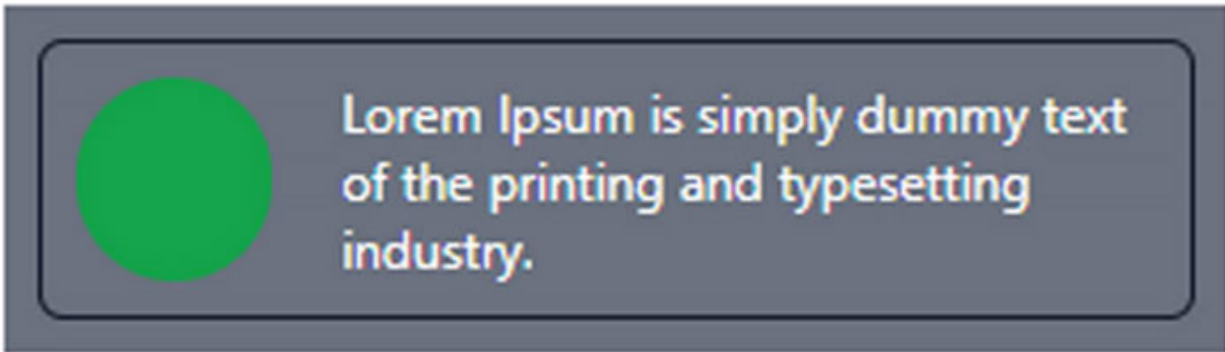 Lorem Ipsum is simply dummy text
of the printing and typesetting
industry.